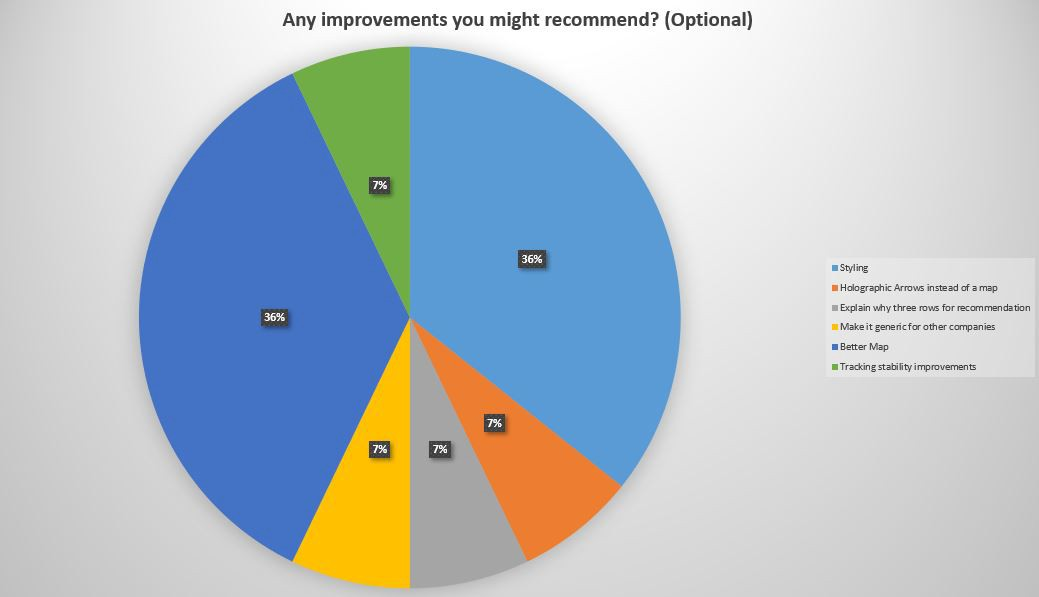 Any improvements you might recommend? (Optional)
7%
36%
36%
7%
7%
7%
Styling
Holographic Arrows instead of a map
Explain why three rows for recommendation
Make it generic for other companies
Better Map
Tracking stability improvements